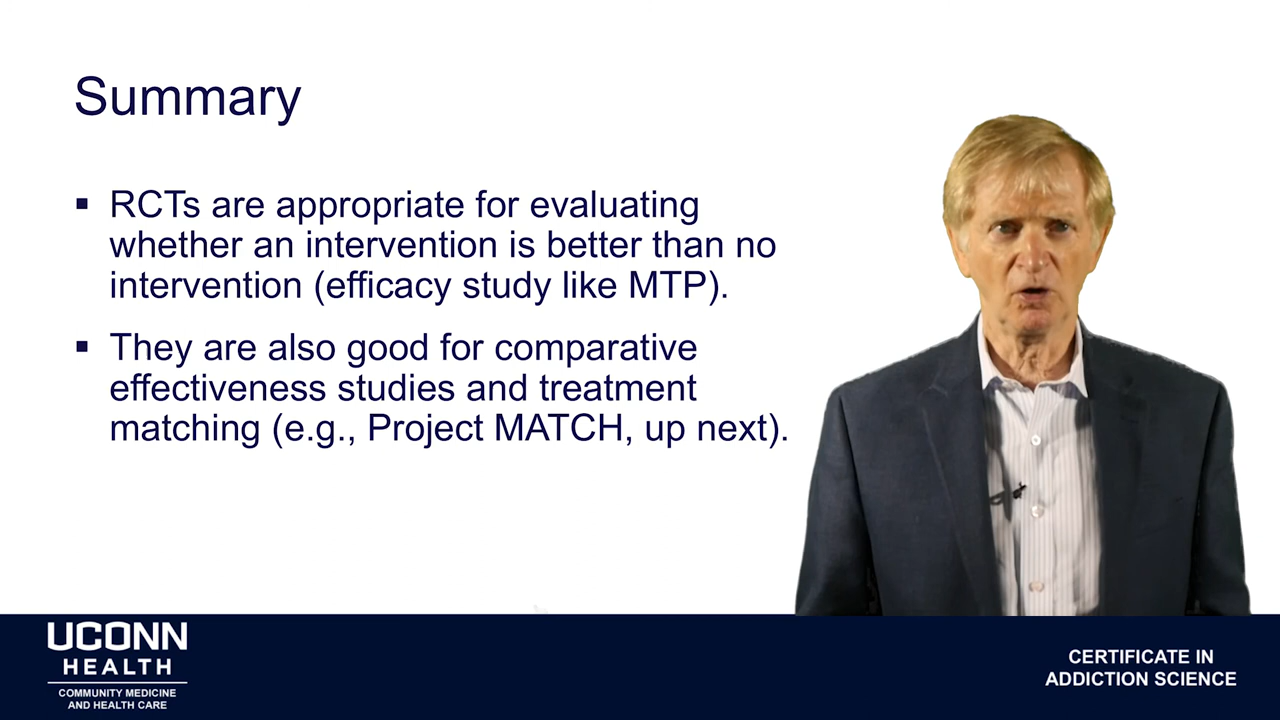 Summary
▪ RCTs are appropriate for evaluating
whether an intervention is better than no
intervention (efficacy study like MTP).
▪ They are also good for comparative
effectiveness studies and treatment
matching (e.g., Project MATCH, up next).
UCONN
HEALTH
COMMUNITY MEDICINE
AND HEALTH CARE
CERTIFICATE IN
ADDICTION SCIENCE